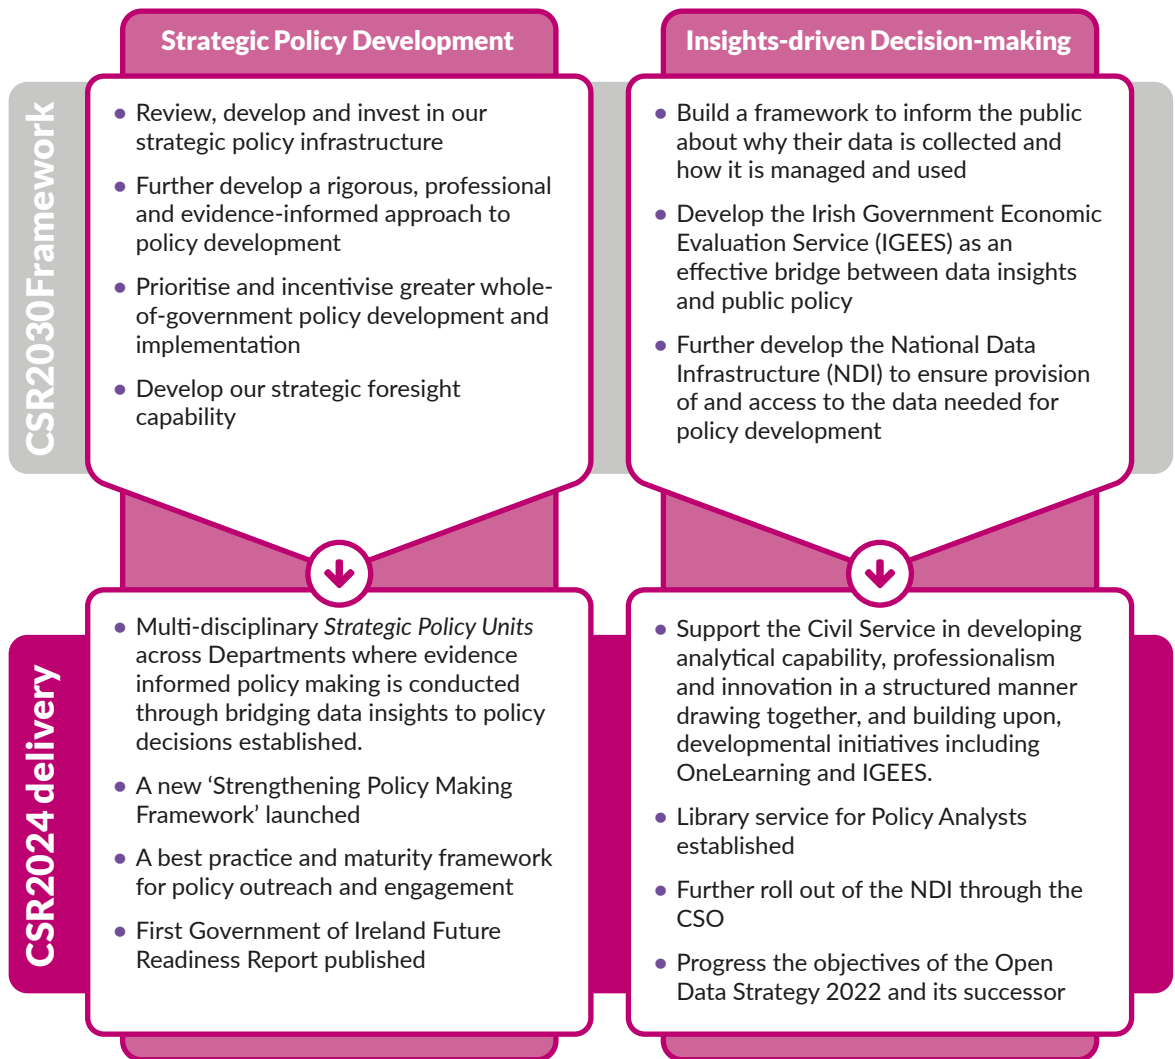 Strategic Policy Development
Insights-driven Decision-making
CSR2030Framework
• Review, develop and invest in our
strategic policy infrastructure
• Further develop a rigorous, professional
and evidence-informed approach to
policy development
• Prioritise and incentivise greater whole-
of-government policy development and
implementation
• Develop our strategic foresight
capability
• Build a framework to inform the public
about why their data is collected and
how it is managed and used
• Develop the Irish Government Economic
Evaluation Service (IGEES) as an
effective bridge between data insights
and public policy
• Further develop the National Data
Infrastructure (NDI) to ensure provision
of and access to the data needed for
policy development
CSR2024 delivery
• Multi-disciplinary Strategic Policy Units
across Departments where evidence
informed policy making is conducted
through bridging data insights to policy
decisions established.
• A new ‘Strengthening Policy Making
Framework’ launched
• A best practice and maturity framework
for policy outreach and engagement
• First Government of Ireland Future
Readiness Report published
• Support the Civil Service in developing
analytical capability, professionalism
and innovation in a structured manner
drawing together, and building upon,
developmental initiatives including
OneLearning and IGEES.
• Library service for Policy Analysts
established
• Further roll out of the NDI through the
CSO
• Progress the objectives of the Open
Data Strategy 2022 and its successor